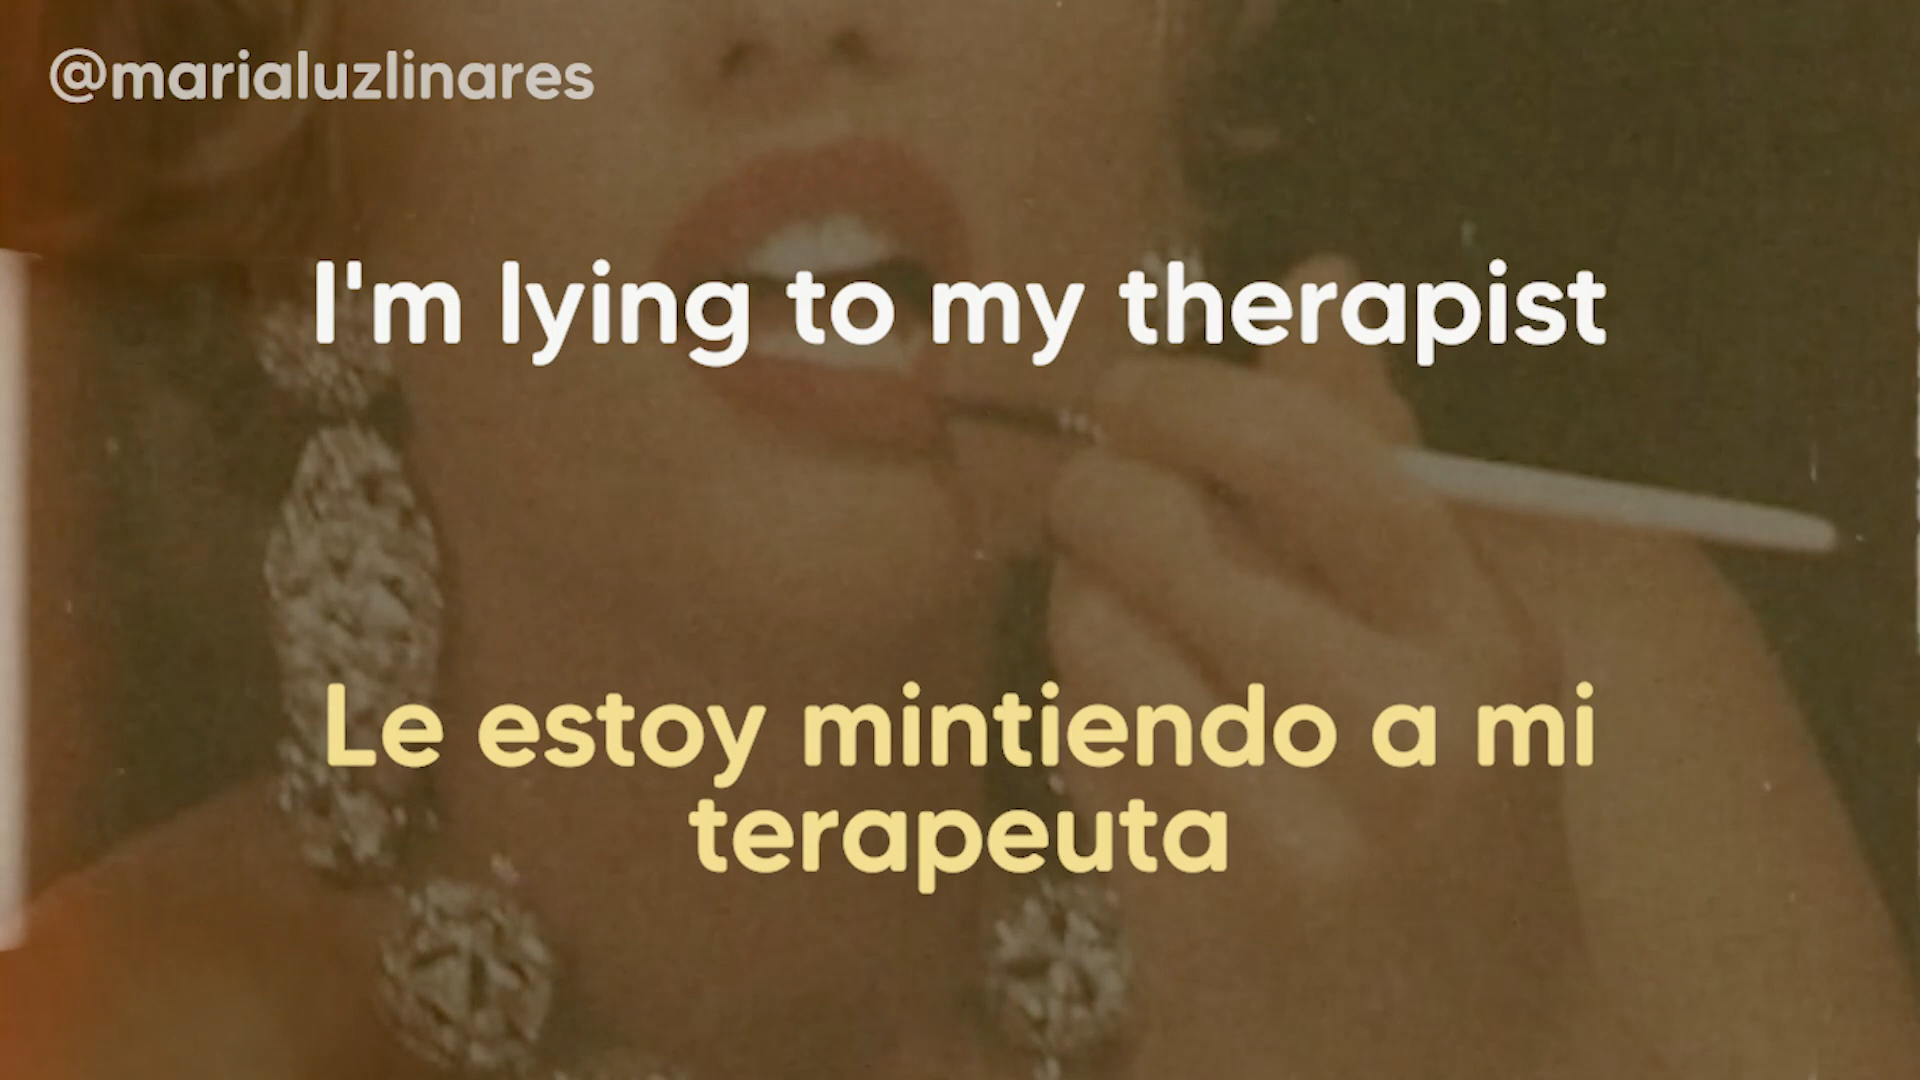 @marialuzlinares
I'm lying to my therapist
Le estoy mintiendo a mi
terapeuta